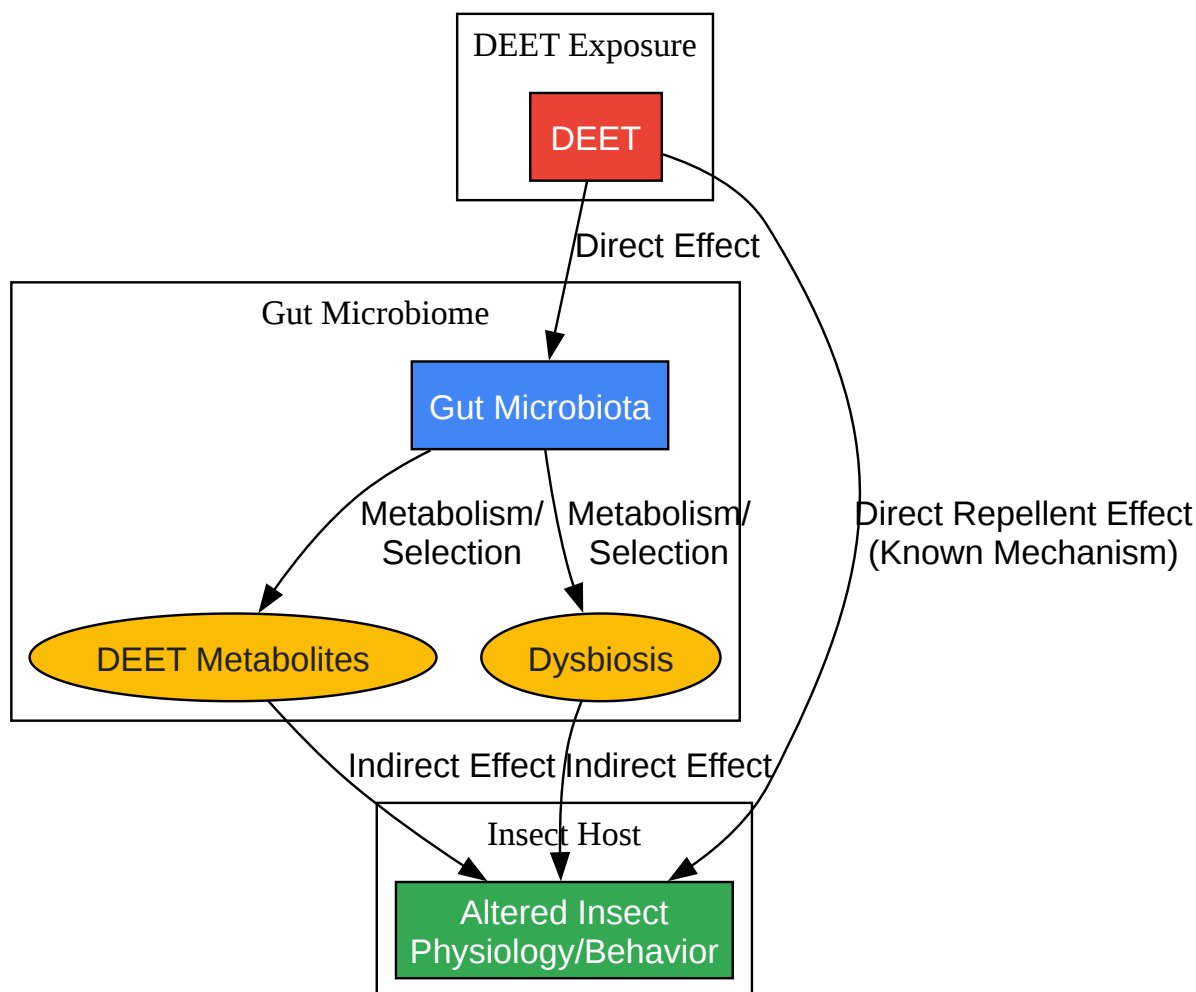 DEET Exposure
DEET
Direct Effect
Gut Microbiome
Gut Microbiota
Metabolism/
Selection
Metabolism/
Selection
Direct Repellent Effect
(Known Mechanism)
DEET Metabolites
Dysbiosis
Indirect Effect
Indirect Effect
Insect Host
Altered Insect
Physiology/Behavior